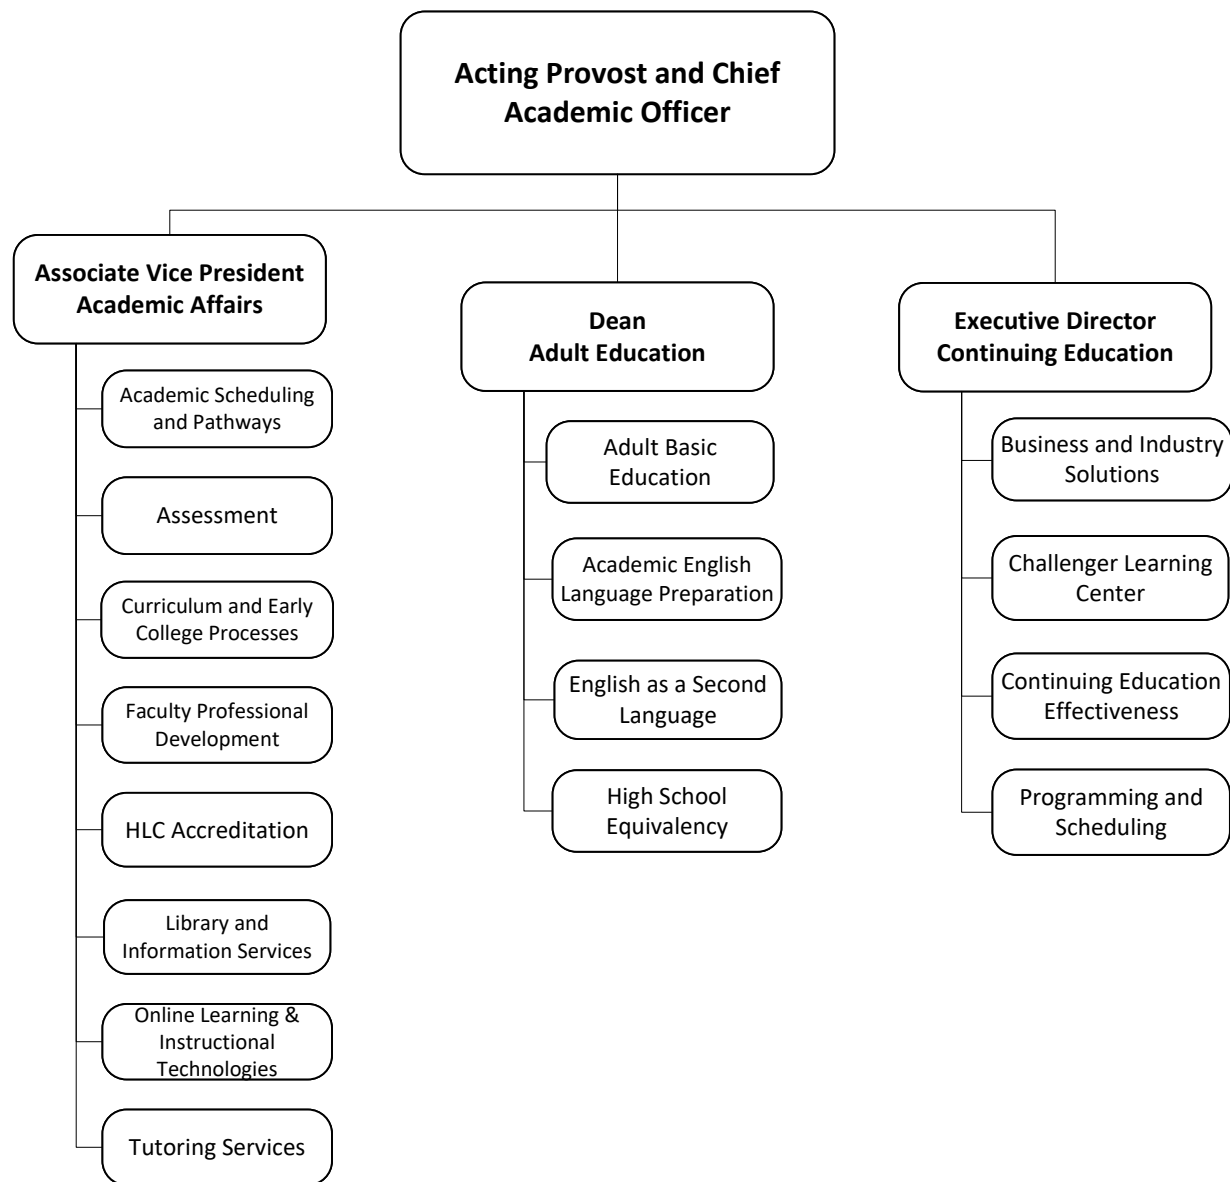 Acting Provost and Chief
Academic Officer
Associate Vice President
Academic Affairs
Academic Scheduling
and Pathways
Assessment
Curriculum and Early
College Processes
Faculty Professional
Development
HLC Accreditation
Library and
Information Services
Online Learning &
Instructional
Technologies
Tutoring Services
Dean
Adult Education
Adult Basic
Education
Academic English
Language Preparation
English as a Second
Language
High School
Equivalency
Executive Director
Continuing Education
Business and Industry
Solutions
Challenger Learning
Center
Continuing Education
Effectiveness
Programming and
Scheduling